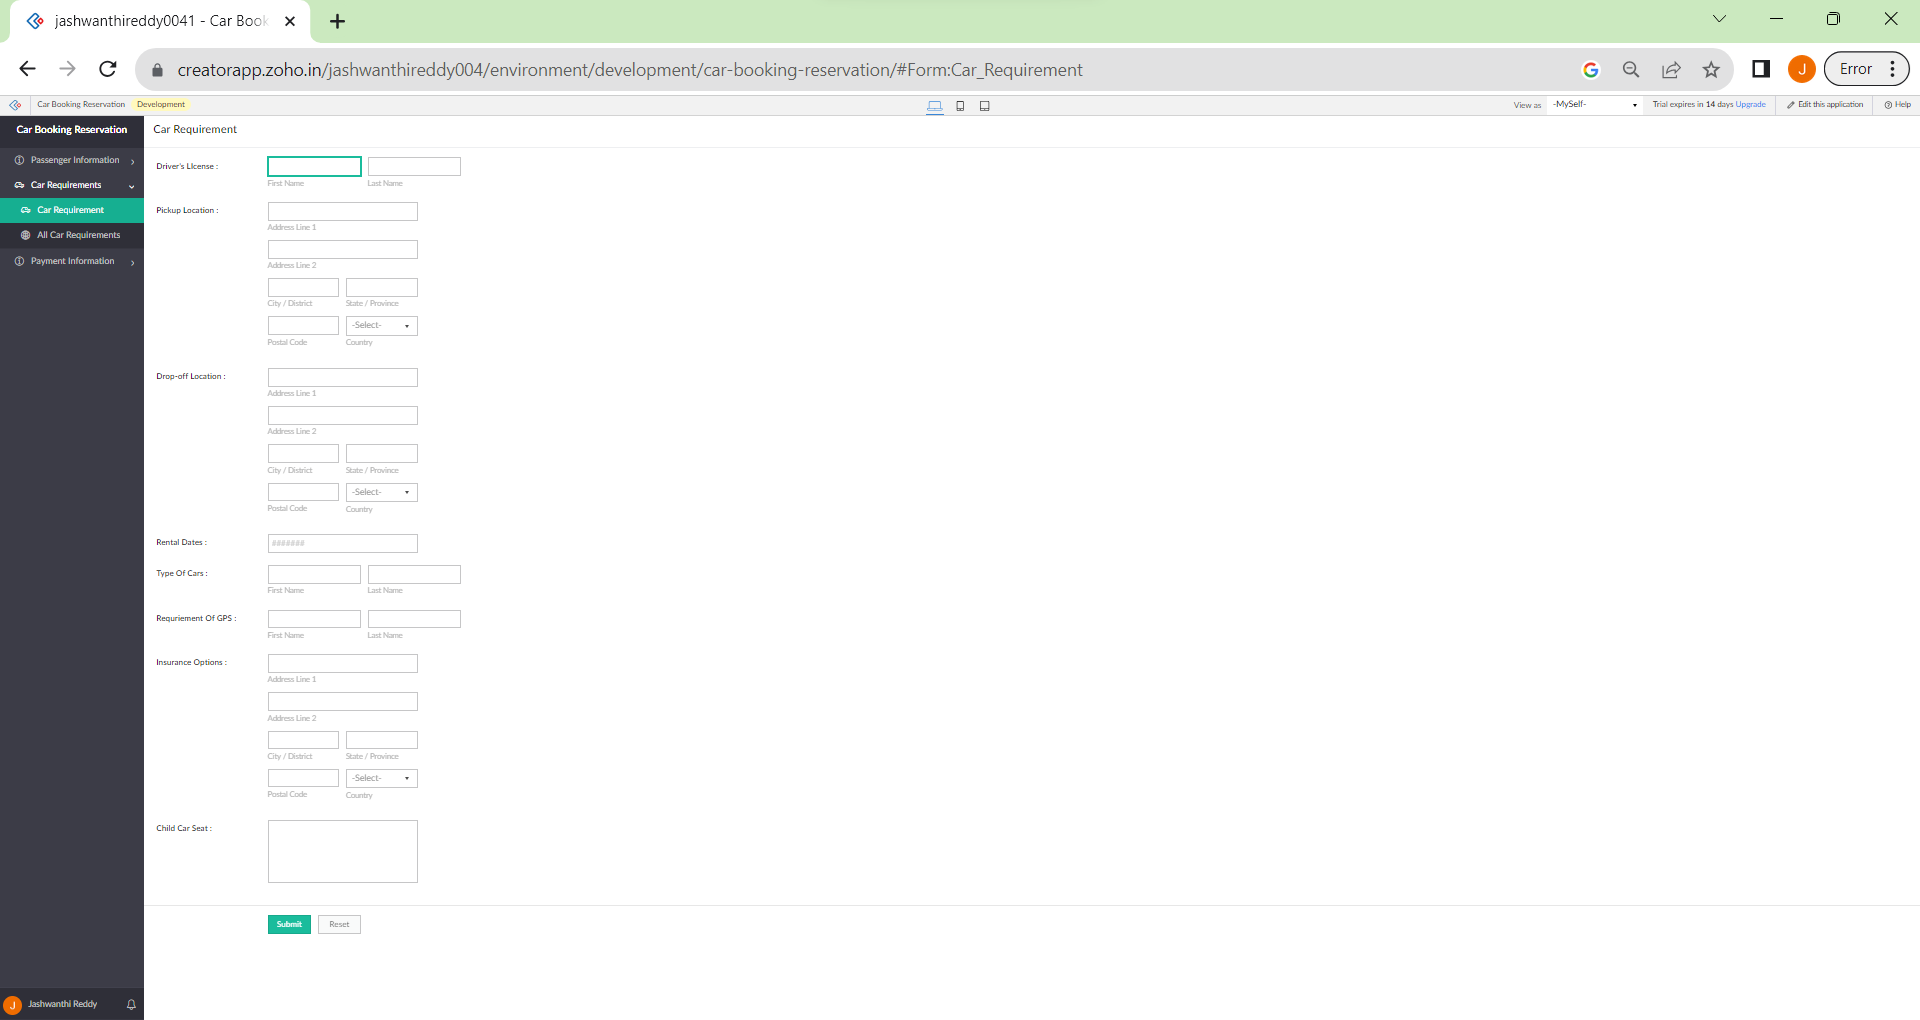 jashwanthireddy0041 - Car Book
creatorapp.zoho.in/jashwanthireddy004/environment/development/car-booking-reservation/#Form:Car_Requirement
J
Error
Car Booking Reservation
Development
View as
-MySelf-
Trial expires in 14 days Upgrade
Edit this application
Help
Car Booking Reservation
Car Requirement
Passenger Information
Car Requirements
Car Requirement
All Car Requirements
Payment Information
Driver's LIcense :
First Name
Last Name
Pickup Location :
Address Line 1
Address Line 2
City / District
State / Province
-Select-
Postal Code
Country
Drop-off Location :
Address Line 1
Address Line 2
City / District
State / Province
-Select-
Postal Code
Country
Rental Dates :
#######
Type Of Cars :
First Name
Last Name
Requriement Of GPS :
First Name
Last Name
Insurance Options :
Address Line 1
Address Line 2
City / District
State / Province
-Select-
Postal Code
Country
Child Car Seat :
Submit
Reset
J
Jashwanthi Reddy